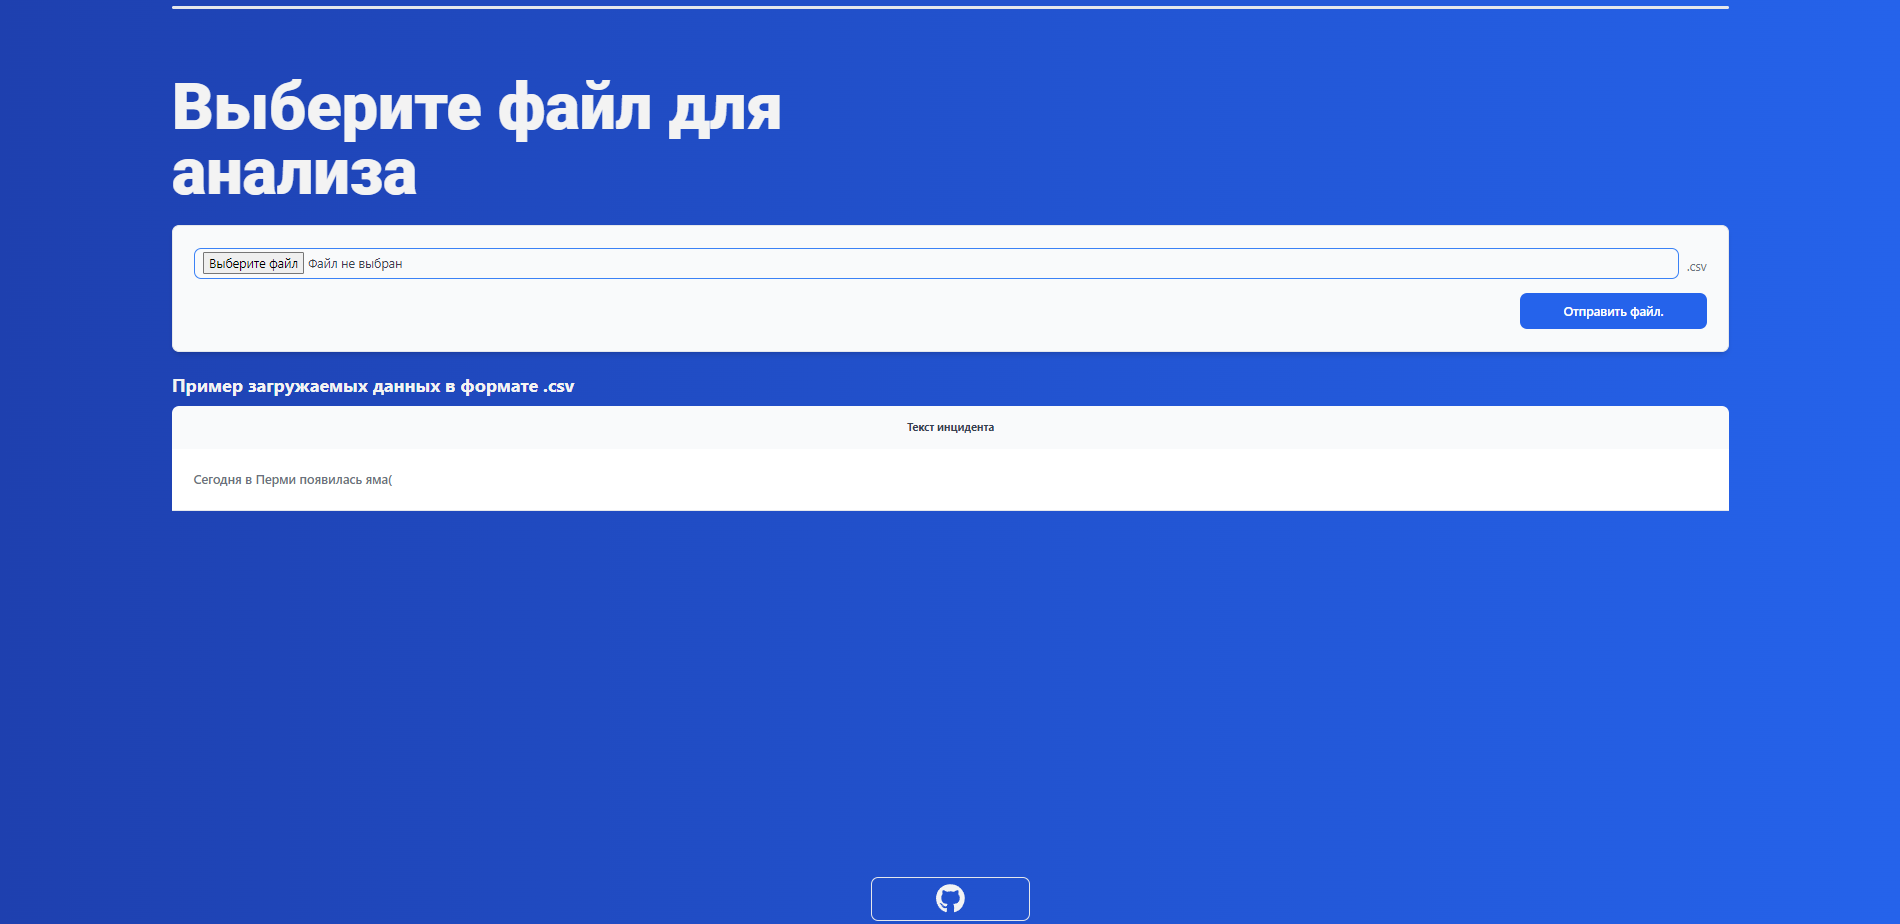 Выберите файл для
анализа
Выберите файл Файл не выбран .csv
Отправить файл.
Пример загружаемых данных в формате .csv
Текст инцидента
Сегодня в Перми появилась яма(